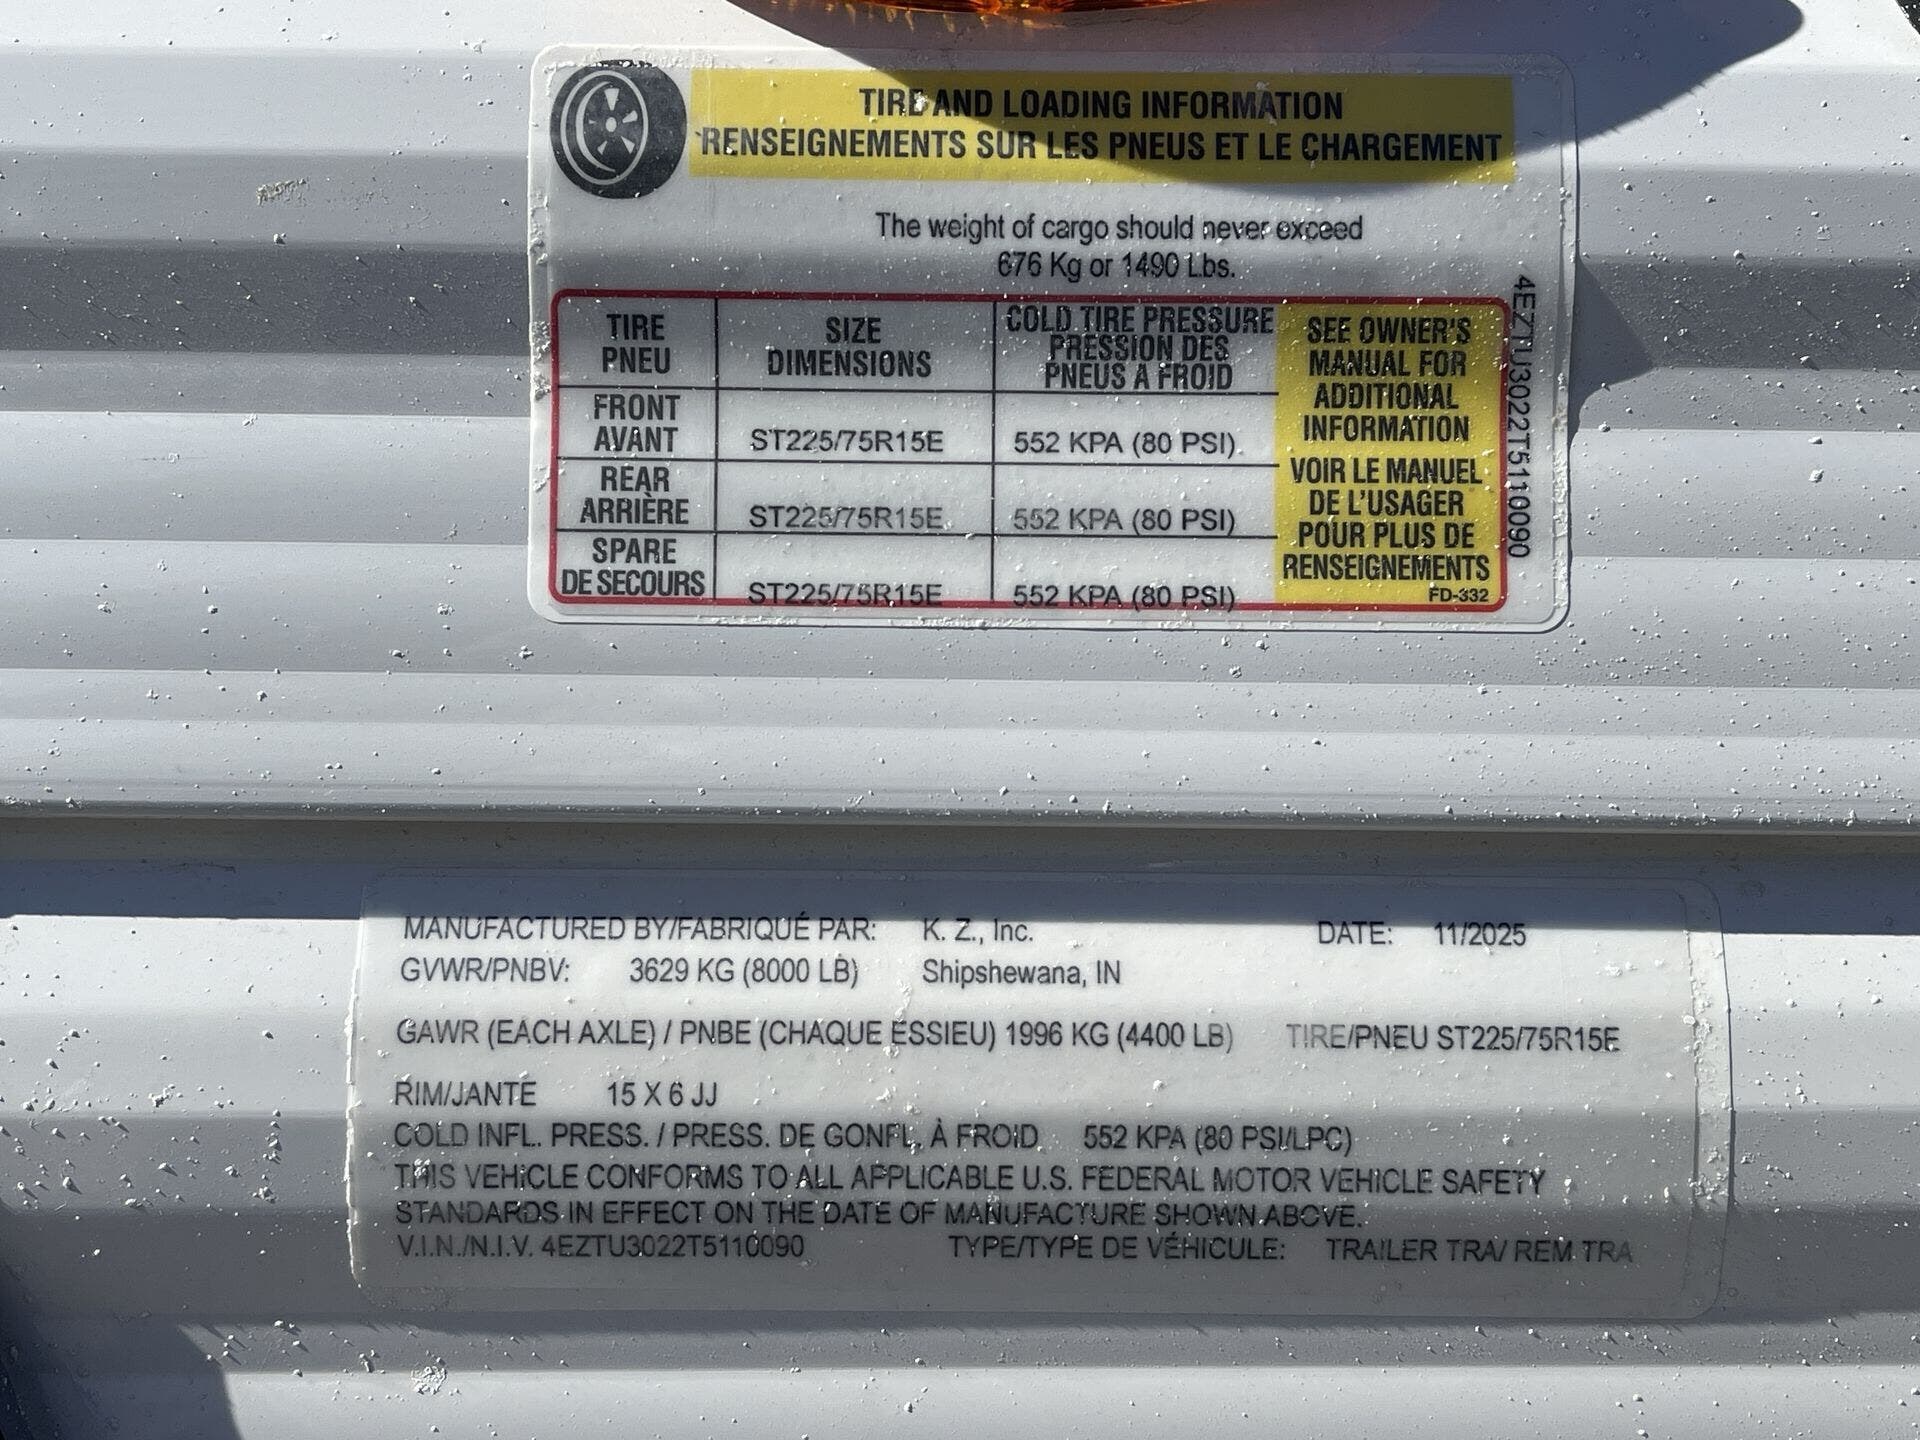 TIRE AND LOADING INFORMATION
RENSEIGNEMENTS SUR LES PNEUS ET LE CHARGEMENT
The weight of cargo should never exceed
676 Kg or 1490 Lbs.
TIRE
PNEU
SIZE
DIMENSIONS
COLD TIRE PRESSURE
PRESSION DES
PNEUS A FROID
FRONT
AVANT
ST225/75R15E
552 KPA (80 PSI)
REAR
ARRIÈRE
ST225/75R15E
552 KPA (80 PSI)
SPARE
DE SECOURS
ST225/75R15E
552 KPA (80 PSI)
SEE OWNER'S
MANUAL FOR
ADDITIONAL
INFORMATION
VOIR LE MANUEL
DE L'USAGER
POUR PLUS DE
RENSEIGNEMENTS
FD-332
4EZTU3022T5110090
MANUFACTURED BY/FABRIQUÉ PAR: K. Z., Inc. DATE: 11/2025
GVWR/PNBV: 3629 KG (8000 LB) Shipshewana, IN
GAWR (EACH AXLE) / PNBE (CHAQUE ESSIEU) 1996 KG (4400 LB) TIRE/PNEU ST225/75R15E
RIM/JANTE 15 X 6 JJ
COLD INFL. PRESS. / PRESS. DE GONFL. À FROID 552 KPA (80 PSI/LPC)
THIS VEHICLE CONFORMS TO ALL APPLICABLE U.S. FEDERAL MOTOR VEHICLE SAFETY
STANDARDS IN EFFECT ON THE DATE OF MANUFACTURE SHOWN ABOVE.
V.I.N./N.I.V. 4EZTU3022T5110090 TYPE/TYPE DE VÉHICULE: TRAILER TRA/ REM TRA